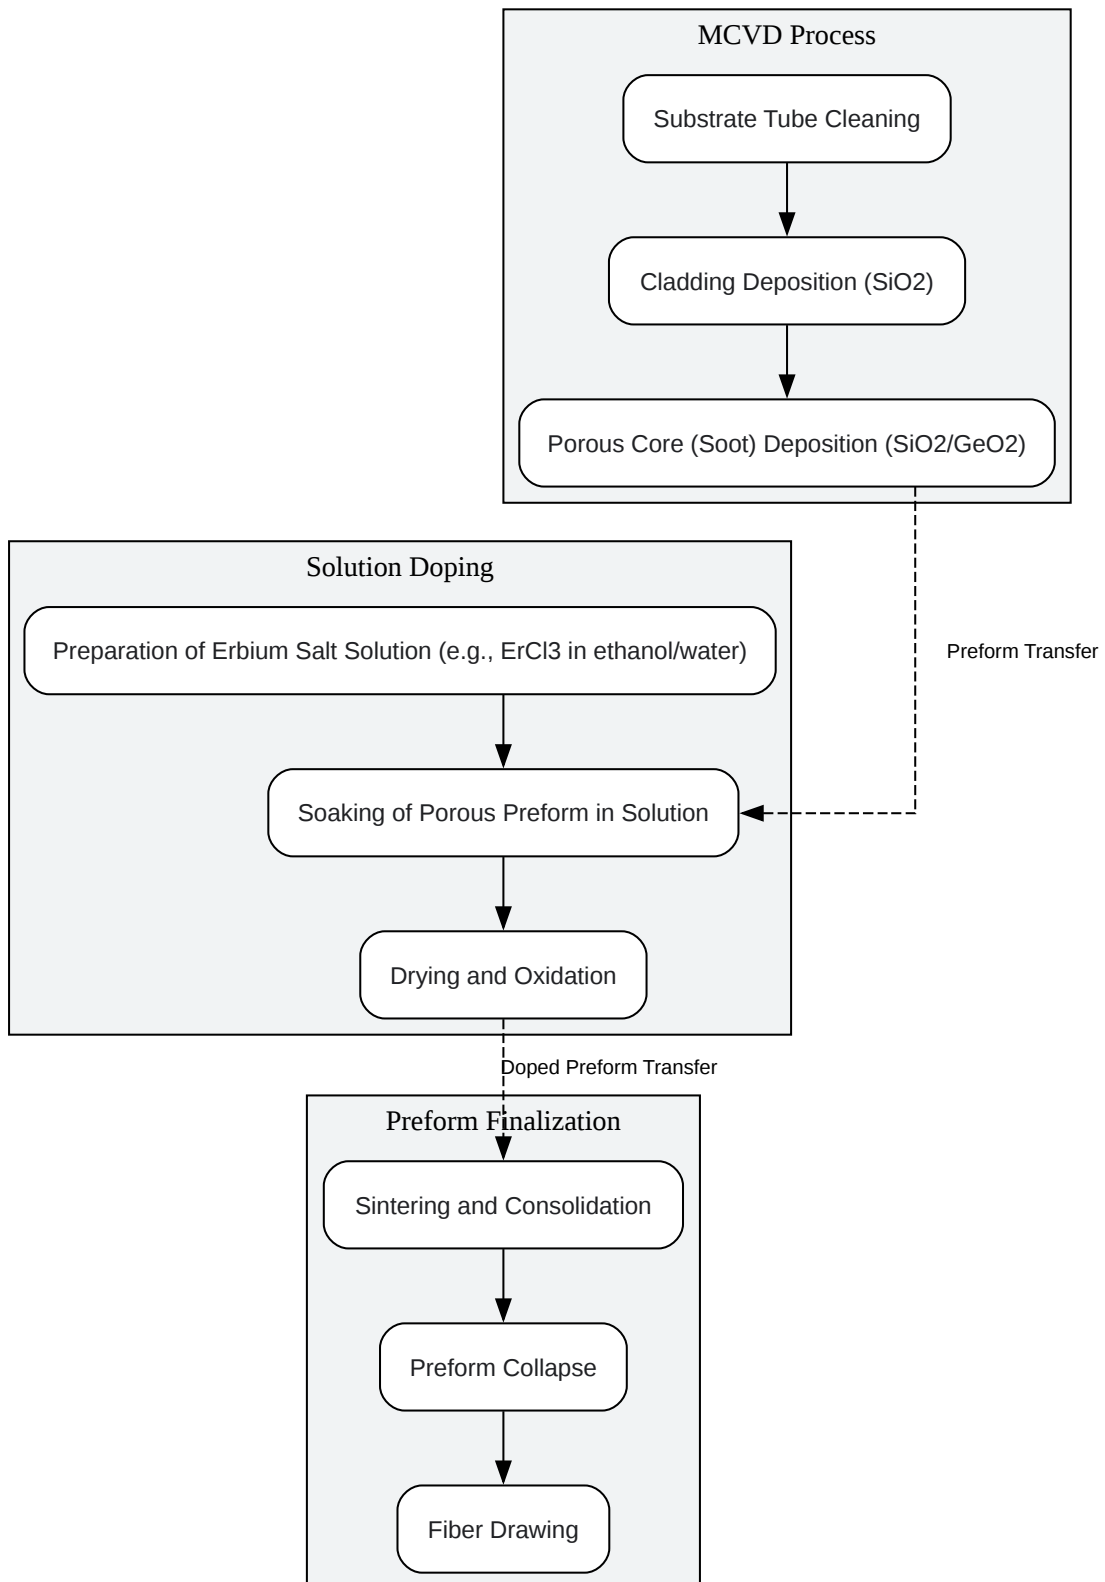 MCVD Process
Substrate Tube Cleaning
Cladding Deposition (SiO2)
Porous Core (Soot) Deposition (SiO2/GeO2)
Solution Doping
Preparation of Erbium Salt Solution (e.g., ErCl3 in ethanol/water)
Preform Transfer
Soaking of Porous Preform in Solution
Drying and Oxidation
Doped Preform Transfer
Preform Finalization
Sintering and Consolidation
Preform Collapse
Fiber Drawing